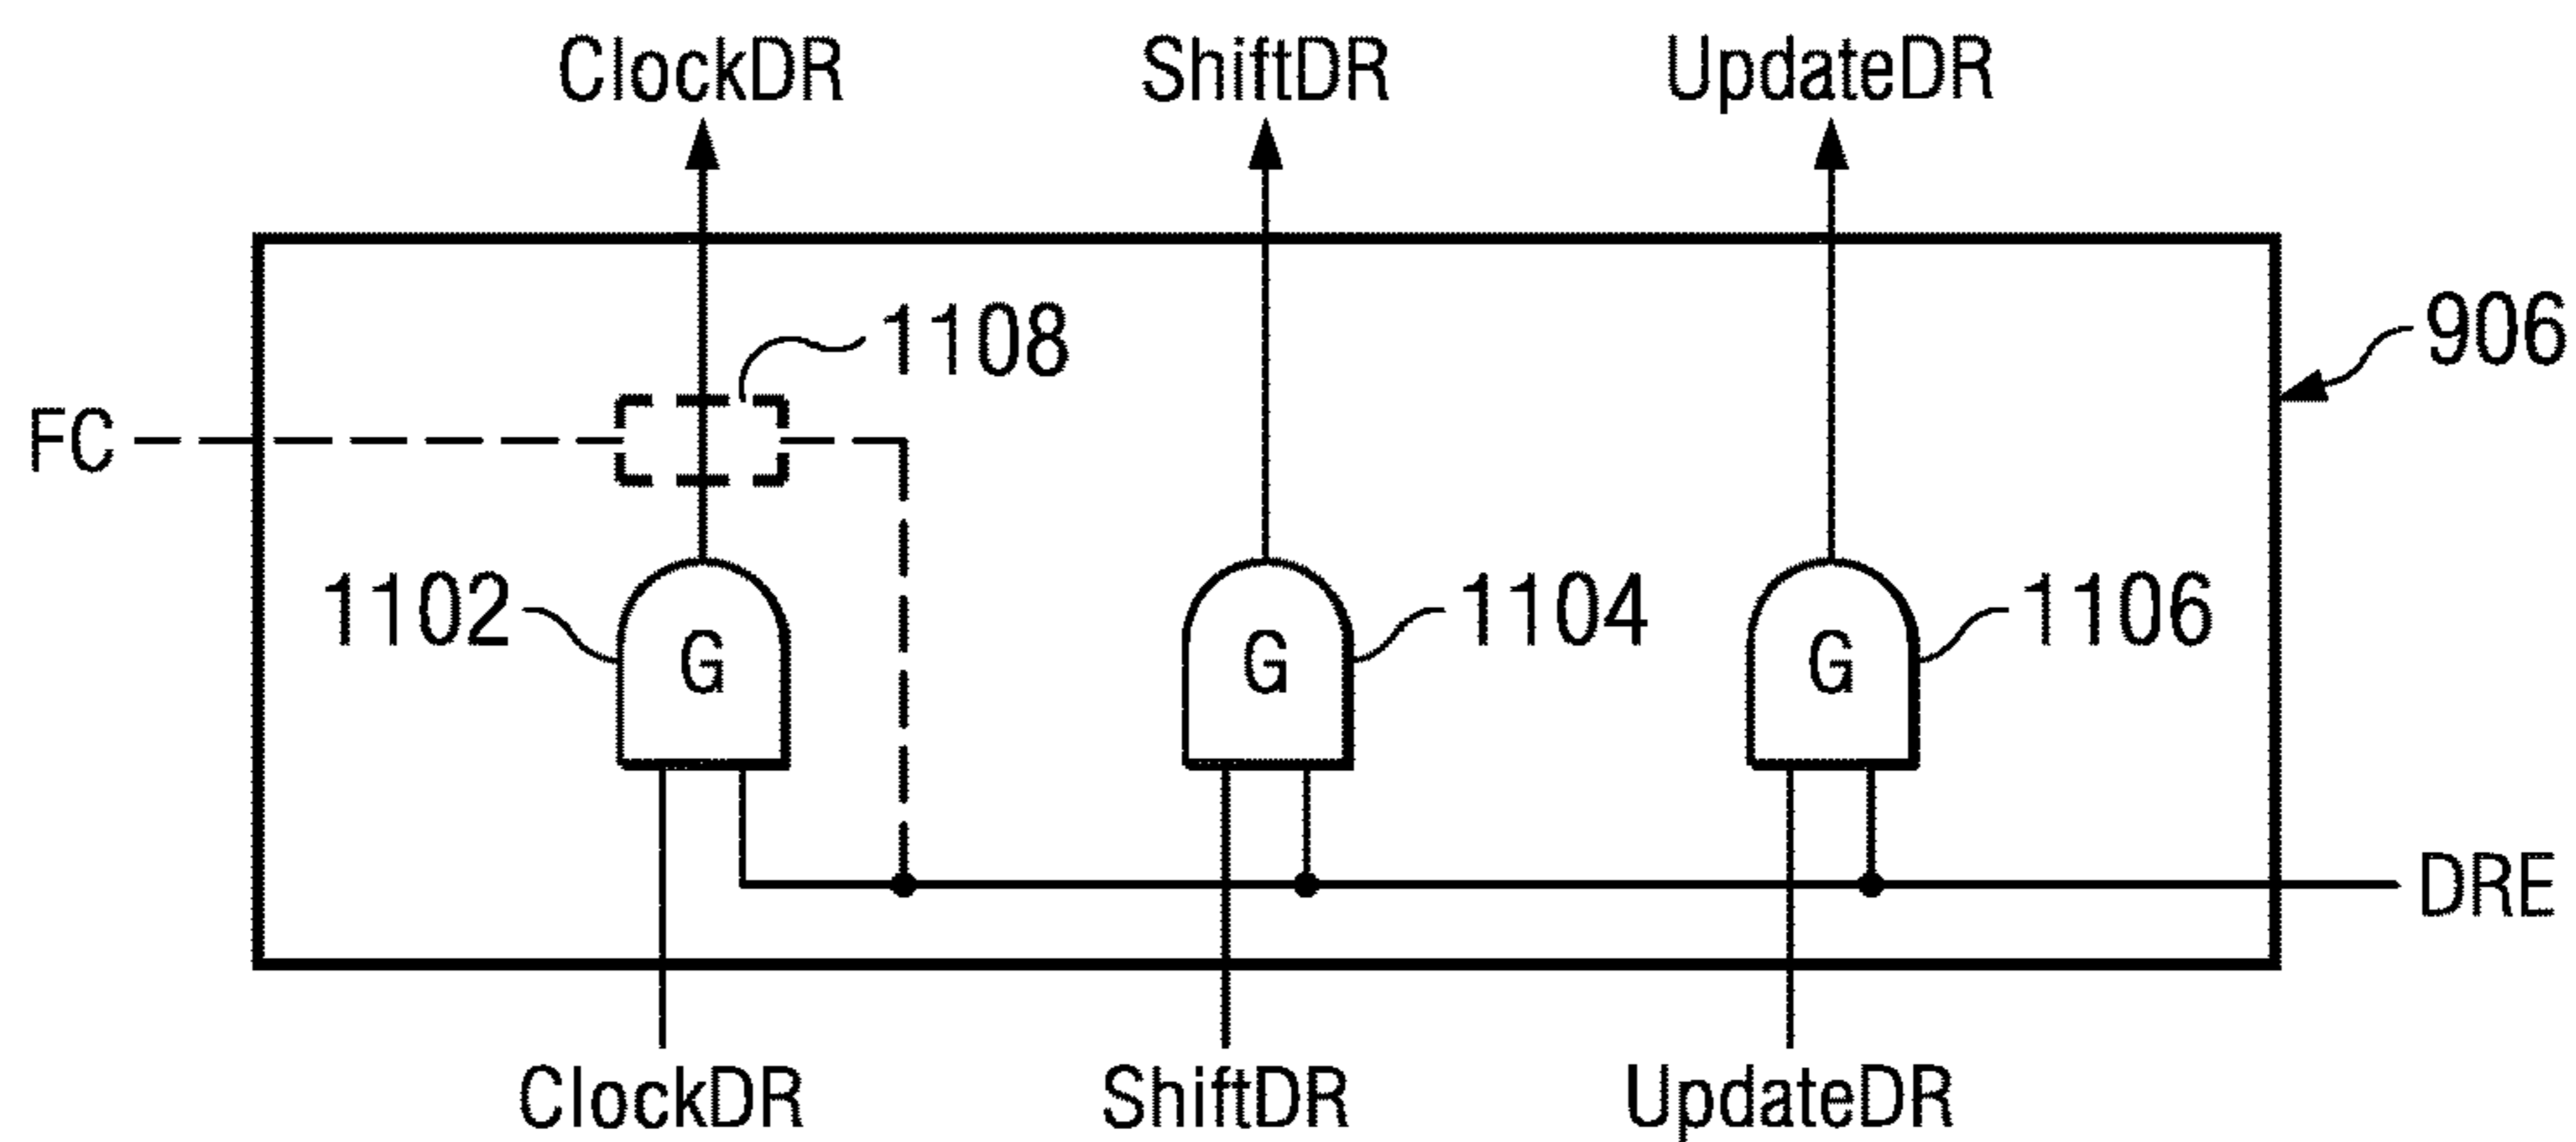 ClockDR ShiftDR UpdateDR
1108
906
FC
1102 G G 1104 G 1106
DRE
ClockDR ShiftDR UpdateDR